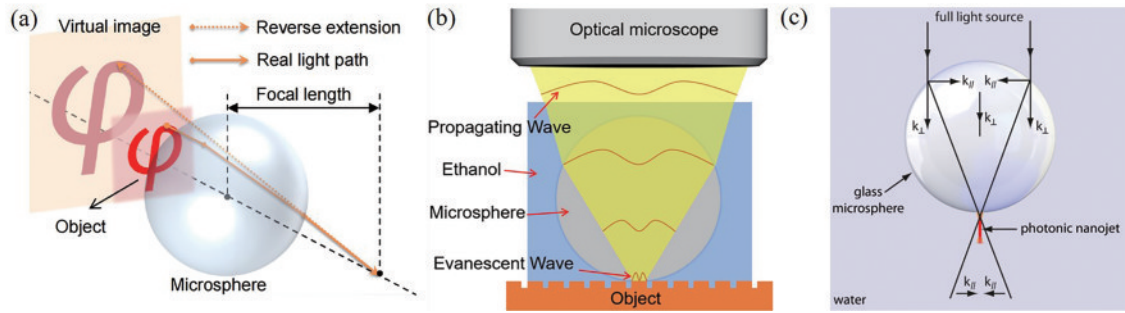 (a)
Virtual image
Reverse extension
Real light path
Focal length
φ
φ
Object
Microsphere
(b)
Optical microscope
Propagating Wave
Ethanol
Microsphere
Evanescent Wave
Object
(c)
full light source
k// k//
k⊥ k⊥ k⊥
glass
microsphere
photonic nanojet
k// k//
water